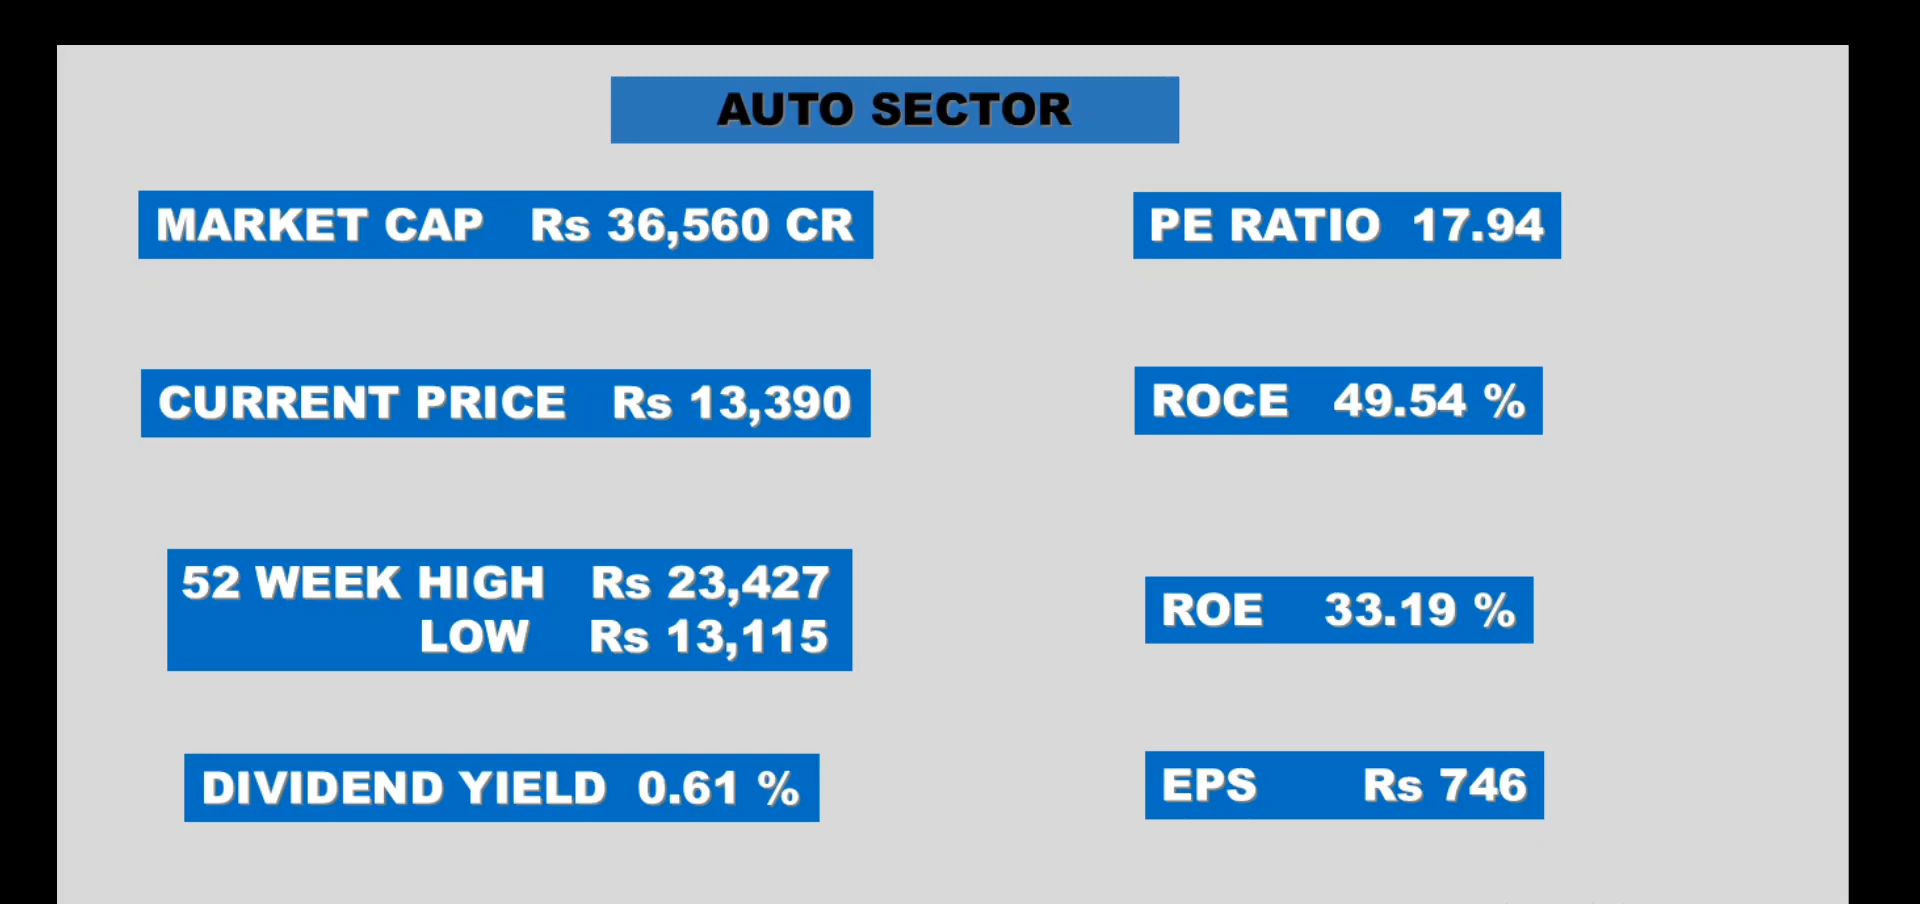 AUTO SECTOR
MARKET CAP Rs 36,560 CR
PE RATIO 17.94
CURRENT PRICE Rs 13,390
ROCE 49.54 %
52 WEEK HIGH Rs 23,427
LOW Rs 13,115
ROE 33.19 %
DIVIDEND YIELD 0.61 %
EPS Rs 746